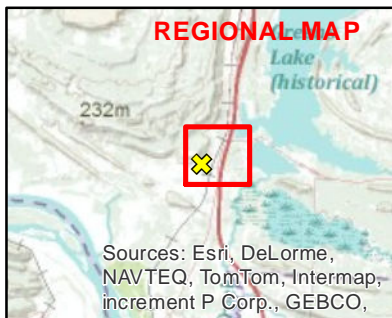 REGIONAL MAP
Lake
(historical)
232m
Sources: Esri, DeLorme,
NAVTEQ, TomTom, Intermap,
increment P Corp., GEBCO,